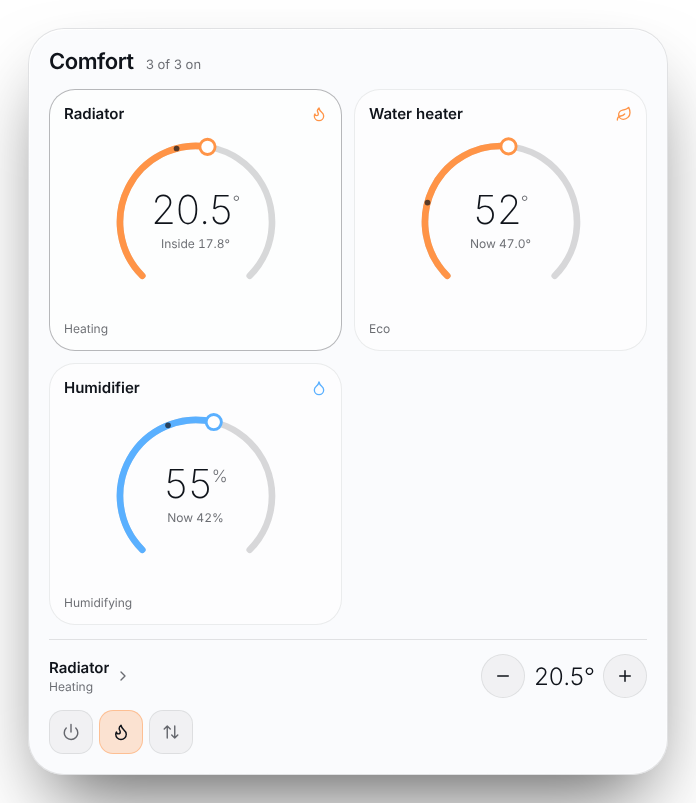 Comfort 3 of 3 on
Radiator
20.5°
Inside 17.8°
Heating
Water heater
52°
Now 47.0°
Eco
Humidifier
55%
Now 42%
Humidifying
Radiator
Heating
20.5°